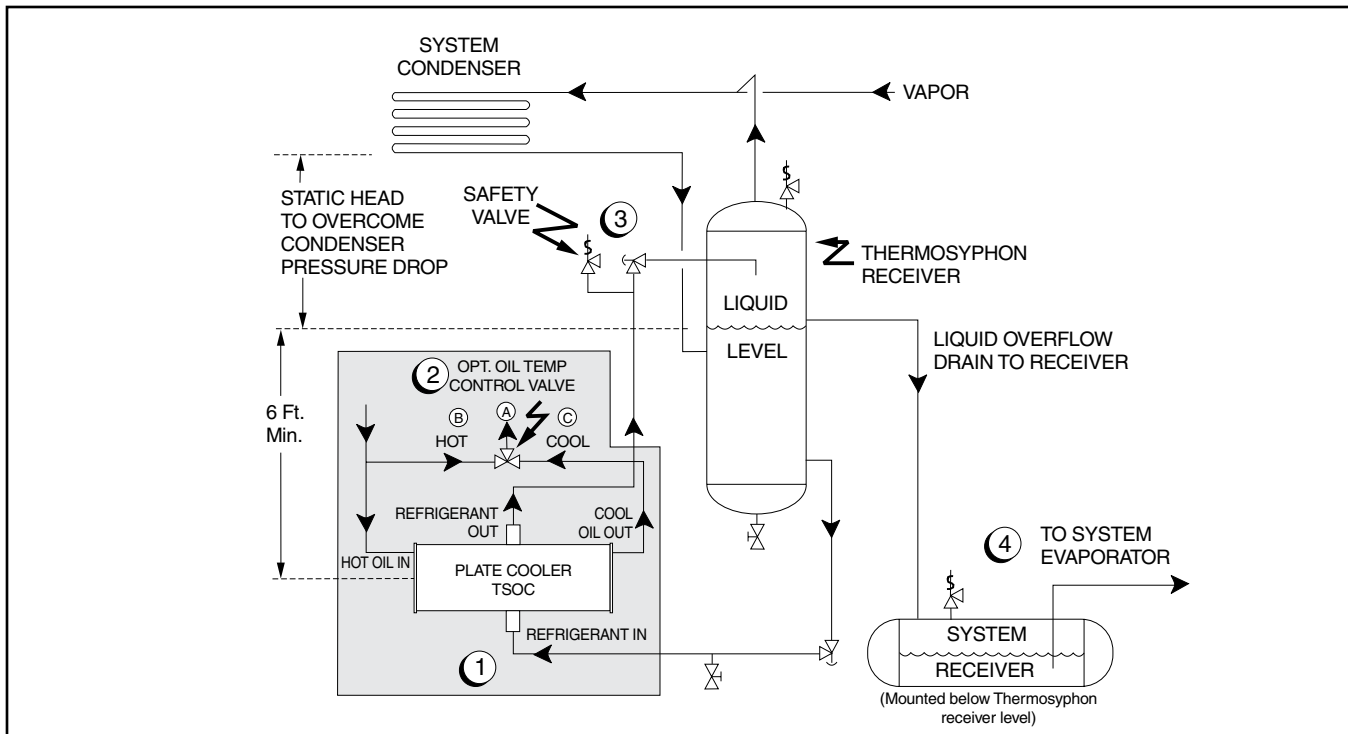 SYSTEM
CONDENSER
VAPOR
STATIC HEAD
TO OVERCOME
CONDENSER
PRESSURE DROP
SAFETY
VALVE
3
S
S
THERMOSYPHON
RECEIVER
LIQUID
LEVEL
LIQUID OVERFLOW
DRAIN TO RECEIVER
6 Ft.
Min.
2
OPT. OIL TEMP
CONTROL VALVE
B
A
C
HOT
COOL
REFRIGERANT
OUT
COOL
OIL OUT
HOT OIL IN
PLATE COOLER
TSOC
REFRIGERANT IN
1
4
TO SYSTEM
EVAPORATOR
S
SYSTEM
RECEIVER
(Mounted below Thermosyphon
receiver level)